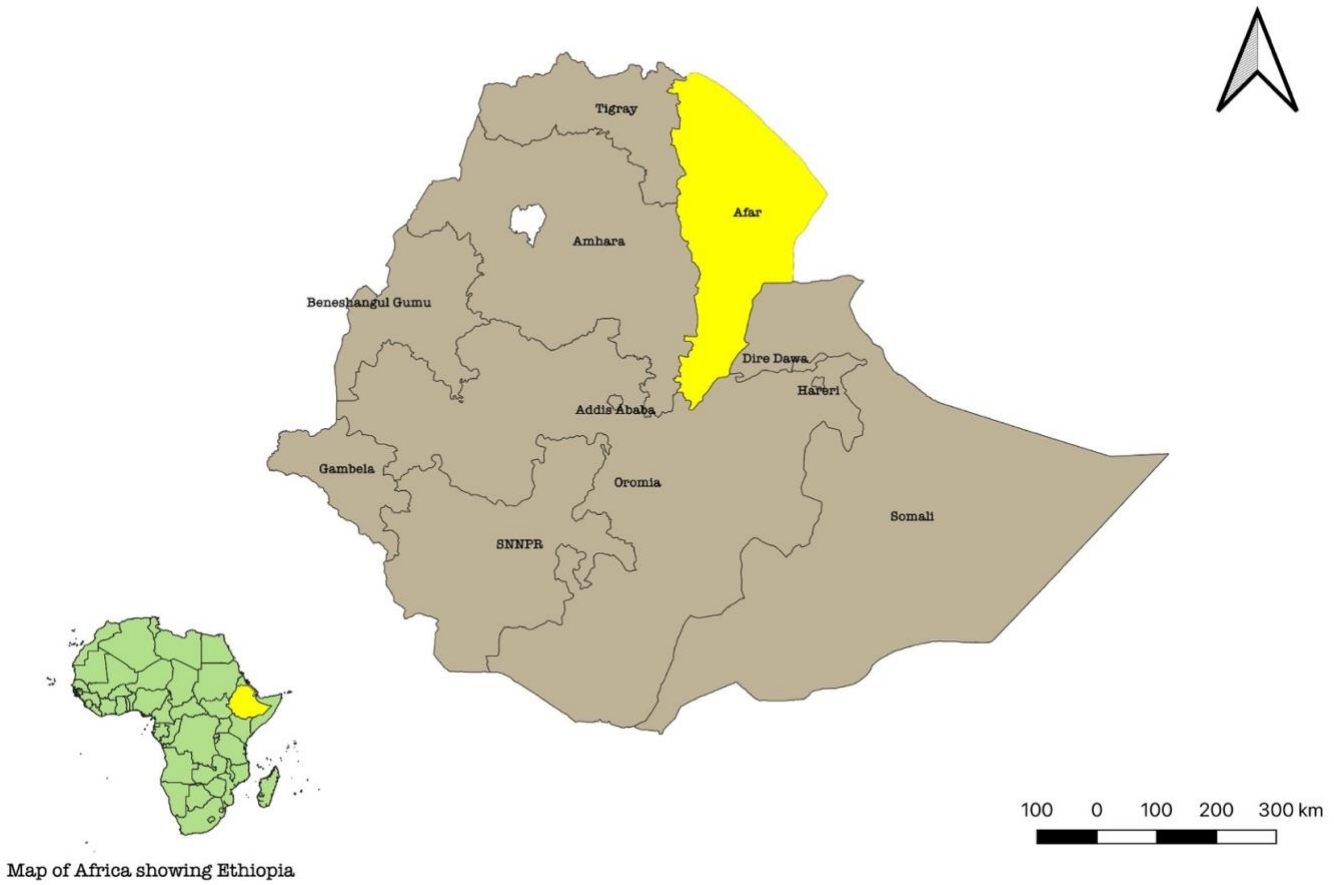 Tigray
Afar
Amhara
Beneshangul Gumu
Dire Dawa
Hareri
Addis Ababa
Gambela
Oromia
Somali
SNNPR
100 0 100 200 300 km
Map of Africa showing Ethiopia